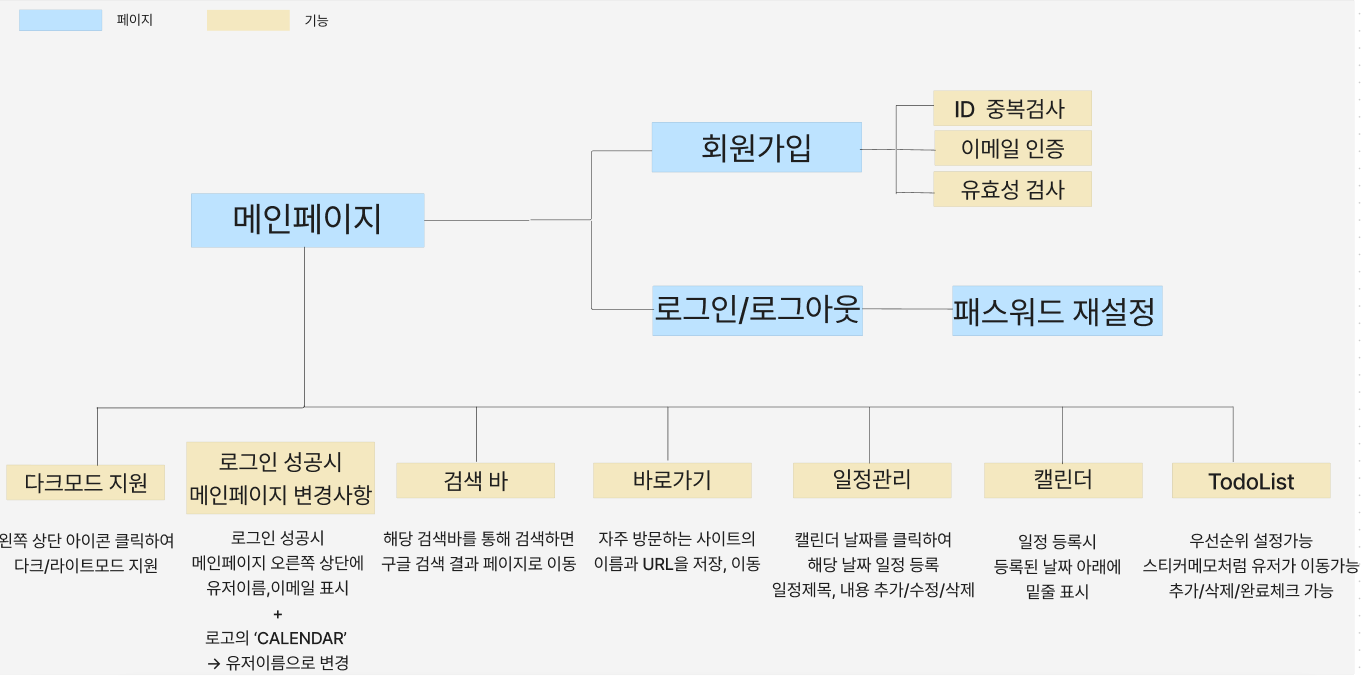 페이지
기능
ID 중복검사
회원가입
이메일 인증
유효성 검사
메인페이지
로그인/로그아웃
패스워드 재설정
다크모드 지원
왼쪽 상단 아이콘 클릭하여
다크/라이트모드 지원
로그인 성공시
메인페이지 변경사항
로그인 성공시
메인페이지 오른쪽 상단에
유저이름,이메일 표시
+
로고의 ‘CALENDAR’
→ 유저이름으로 변경
검색 바
해당 검색바를 통해 검색하면
구글 검색 결과 페이지로 이동
바로가기
자주 방문하는 사이트의
이름과 URL을 저장, 이동
일정관리
캘린더 날짜를 클릭하여
해당 날짜 일정 등록
일정제목, 내용 추가/수정/삭제
캘린더
일정 등록시
등록된 날짜 아래에
밑줄 표시
TodoList
우선순위 설정가능
스티커메모처럼 유저가 이동가능
추가/삭제/완료체크 가능